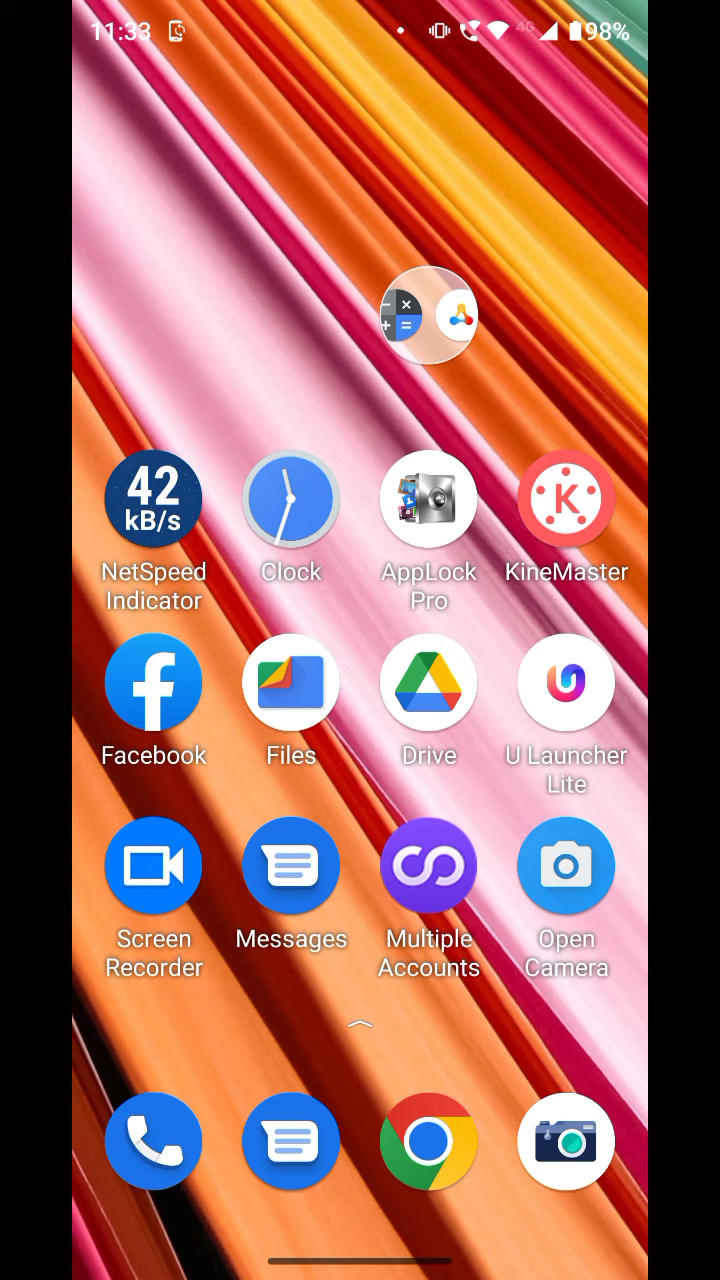 11:33
4G 98%
42
kB/s
NetSpeed
Indicator
Clock
AppLock
Pro
K
KineMaster
Facebook
Files
Drive
U Launcher
Lite
Screen
Recorder
Messages
Multiple
Accounts
Open
Camera